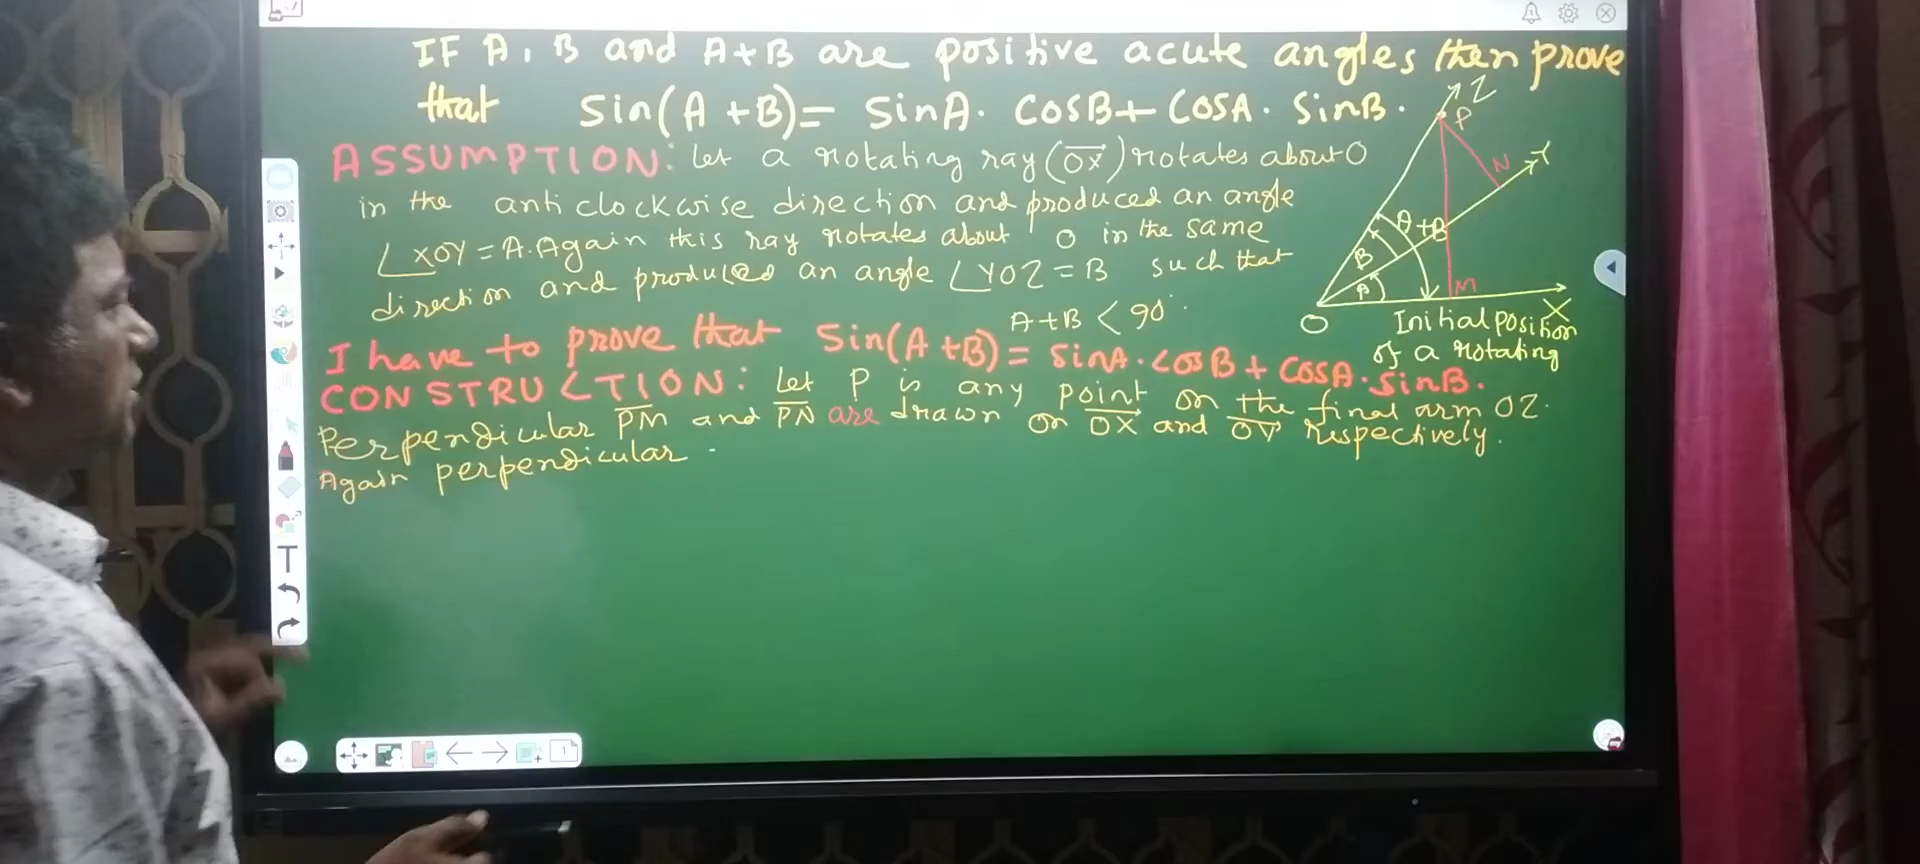 IF A, B and A+B are positive acute angles then prove
that Sin(A+B)= SinA. COSB+COSA. SinB.
ASSUMPTION: Let a rotating ray (OX) rotates about O
in the anti clockwise direction and produced an angle
∠XOY = A. Again this ray rotates about O in the same
direction and produced an angle ∠YOZ = B such that
A+B < 90°
I have to prove that Sin(A+B) = SinA. COSB + COSA. SinB.
CONSTRUCTION: Let P is any point on the final arm OZ.
Perpendicular PM and PN are drawn on OX and OY respectively.
Again perpendicular
Z
P
N
Y
A+B
B
A
M
O
X
Initial position
of a rotating
T
1